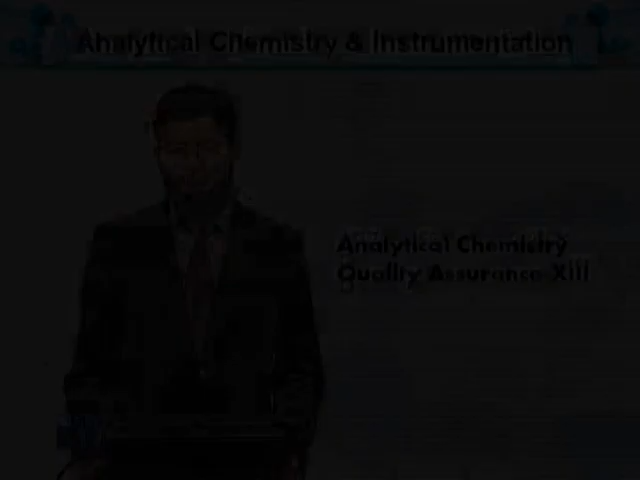 Analytical Chemistry & Instrumentation
Analytical Chemistry
Quality Assurance-XIII